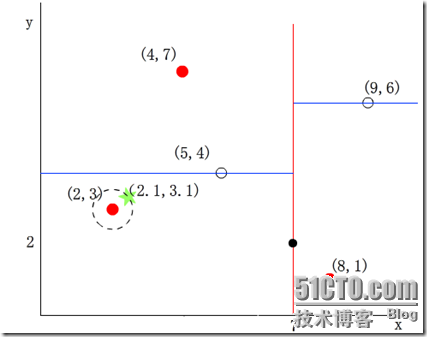 y
(4,7)
(9,6)
(5,4)
(2,3)
(2.1,3.1)
2
(8,1)
51CTO.com
技术博客 Blog
7
x